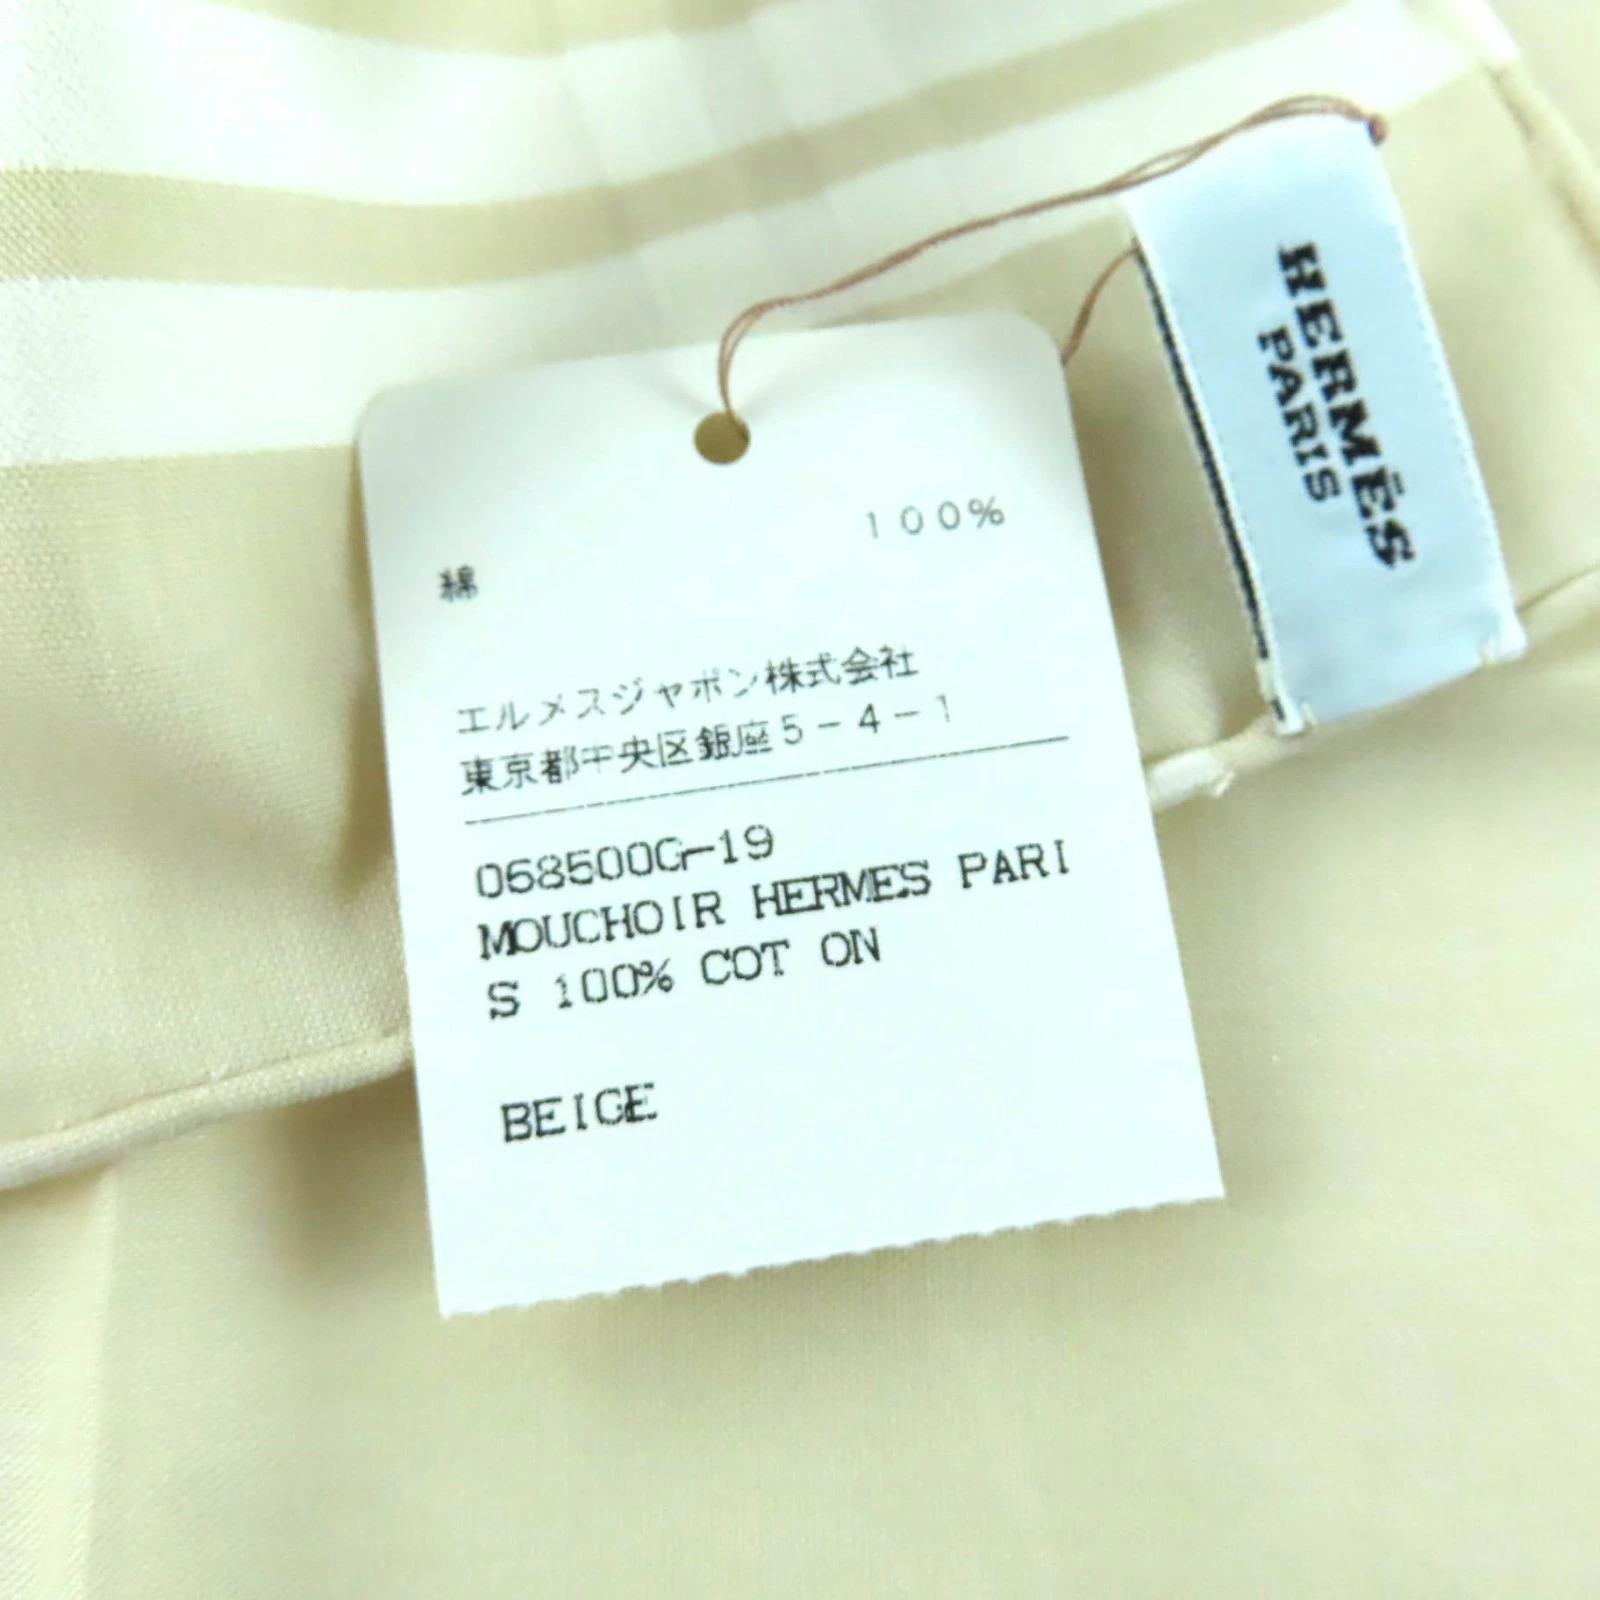 綿 100%
エルメスジャポン株式会社
東京都中央区銀座5-4-1
068500G-19
MOUCHOIR HERMES PARI
S 100% COT ON
BEIGE
HERMÈS
PARIS